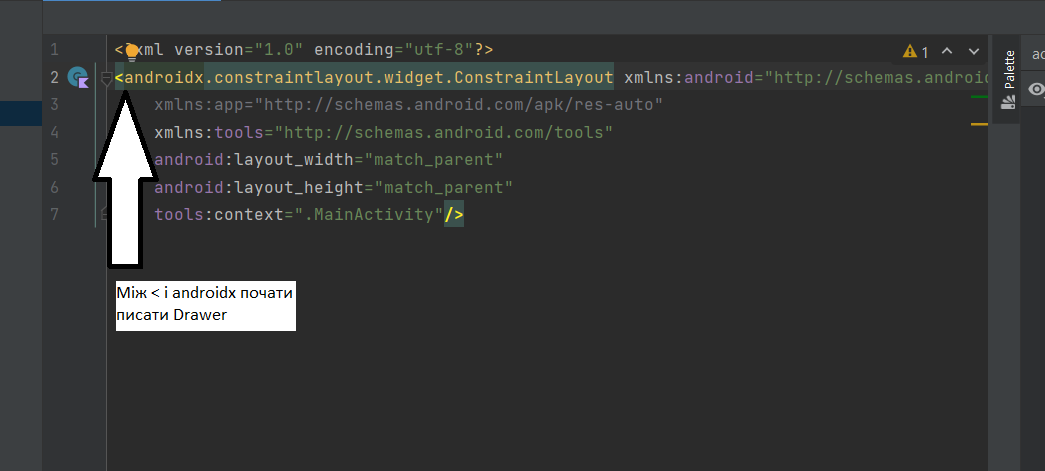 1 <?xml version="1.0" encoding="utf-8"?>
2 <androidx.constraintlayout.widget.ConstraintLayout xmlns:android="http://schemas.android
3 xmlns:app="http://schemas.android.com/apk/res-auto"
4 xmlns:tools="http://schemas.android.com/tools"
5 android:layout_width="match_parent"
6 android:layout_height="match_parent"
7 tools:context=".MainActivity"/>
1
Palette
ac
Між < і androidx почати
писати Drawer